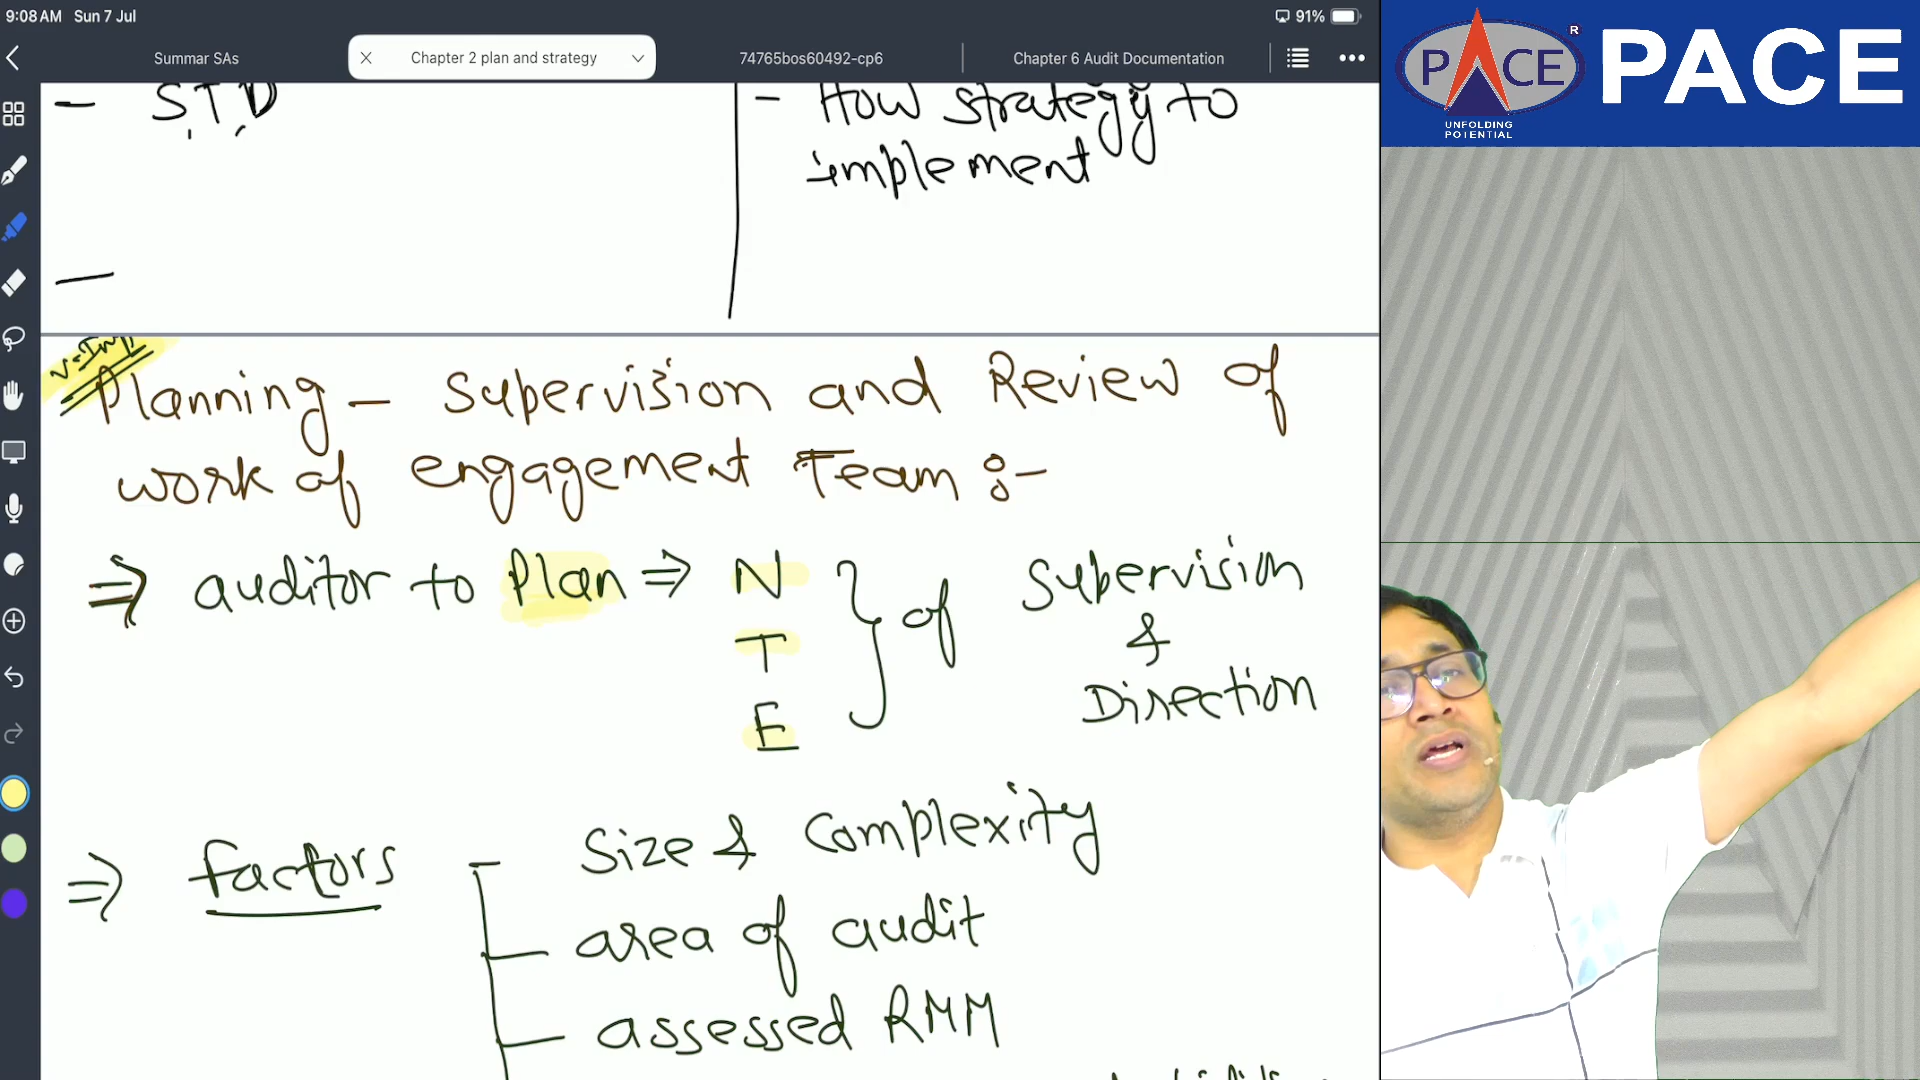 9:08 AM Sun 7 Jul
91%
Summar SAs
Chapter 2 plan and strategy
74765bos60492-cp6
Chapter 6 Audit Documentation
PACE
UNFOLDING
POTENTIAL
®
PACE
- S.T.D
- How strategy to
implement
V-Imp
Planning - Supervision and Review of
work of engagement Team :-
⇒ auditor to Plan ⇒ N
T
E
} of Supervision
&
Direction
⇒ factors
Size & Complexity
area of audit
assessed RMM